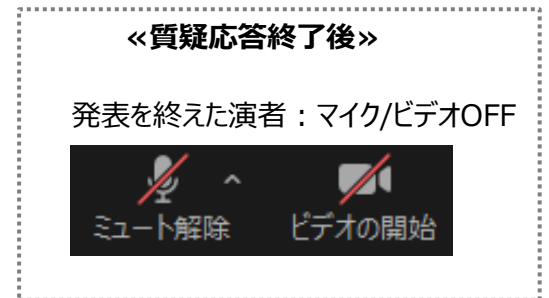 ≪質疑応答終了後≫
発表を終えた演者：マイク/ビデオOFF
ミュート解除 ビデオの開始